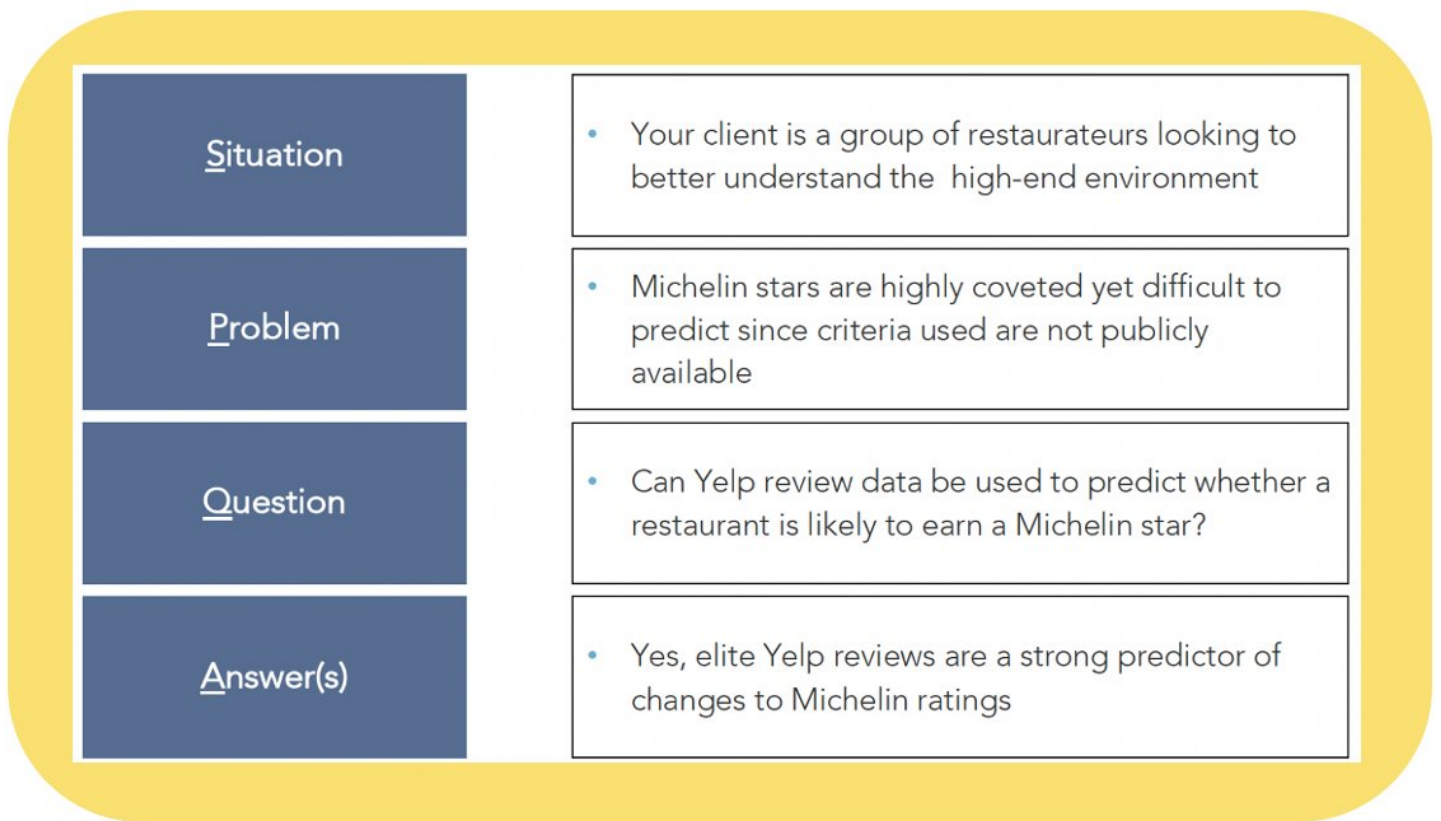 Situation
• Your client is a group of restaurateurs looking to
better understand the  high-end environment
Problem
• Michelin stars are highly coveted yet difficult to
predict since criteria used are not publicly
available
Question
• Can Yelp review data be used to predict whether a
restaurant is likely to earn a Michelin star?
Answer(s)
• Yes, elite Yelp reviews are a strong predictor of
changes to Michelin ratings